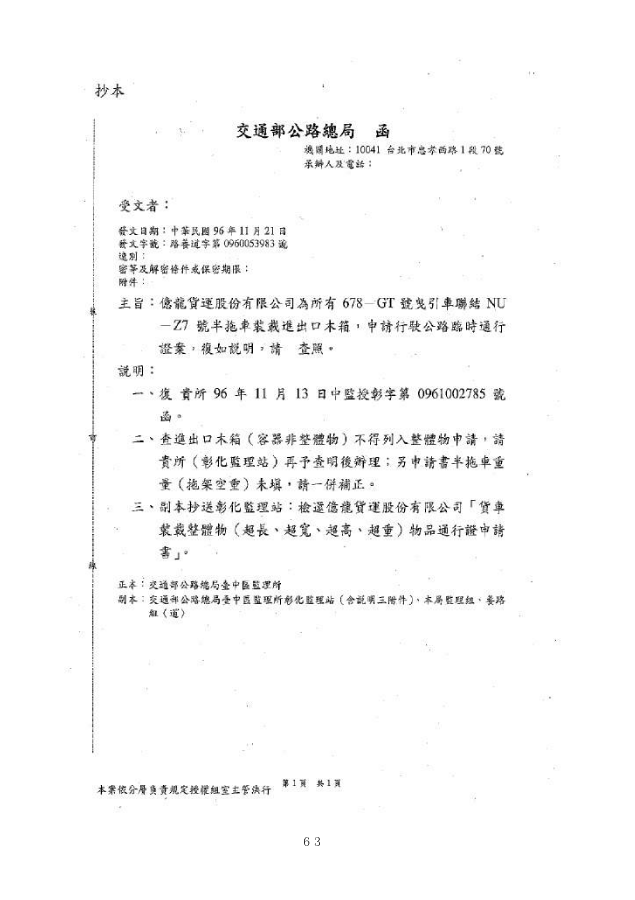 抄本
交通部公路總局 函
機關地址：10041 台北市忠孝西路1段70號
承辦人及電話：
受文者：
發文日期：中華民國96年11月21日
發文字號：路養道字第0960053983號
速別：
密等及解密條件或保密期限：
附件：
主旨：億龍貨運股份有限公司為所有678－GT號曳引車聯結NU
－Z7 號半拖車裝載進出口木箱，申請行駛公路臨時通行
證案，復如說明，請 查照。
說明：
一、復 貴所 96 年 11 月 13 日中監授彰字第 0961002785 號
函。
二、查進出口木箱（容器非整體物）不得列入整體物申請，請
貴所（彰化監理站）再予查明後辦理；另申請書半拖車重
量（拖架空重）未填，請一併補正。
三、副本抄送彰化監理站：檢還億龍貨運股份有限公司「貨車
裝載整體物（超長、超寬、超高、超重）物品通行證申請
書」。
裝
訂
線
正本：交通部公路總局臺中區監理所
副本：交通部公路總局臺中區監理所彰化監理站（含說明三附件）、本局監理組、養路
組（道）
第1頁 共1頁
本案依分層負責規定授權組室主管決行
63